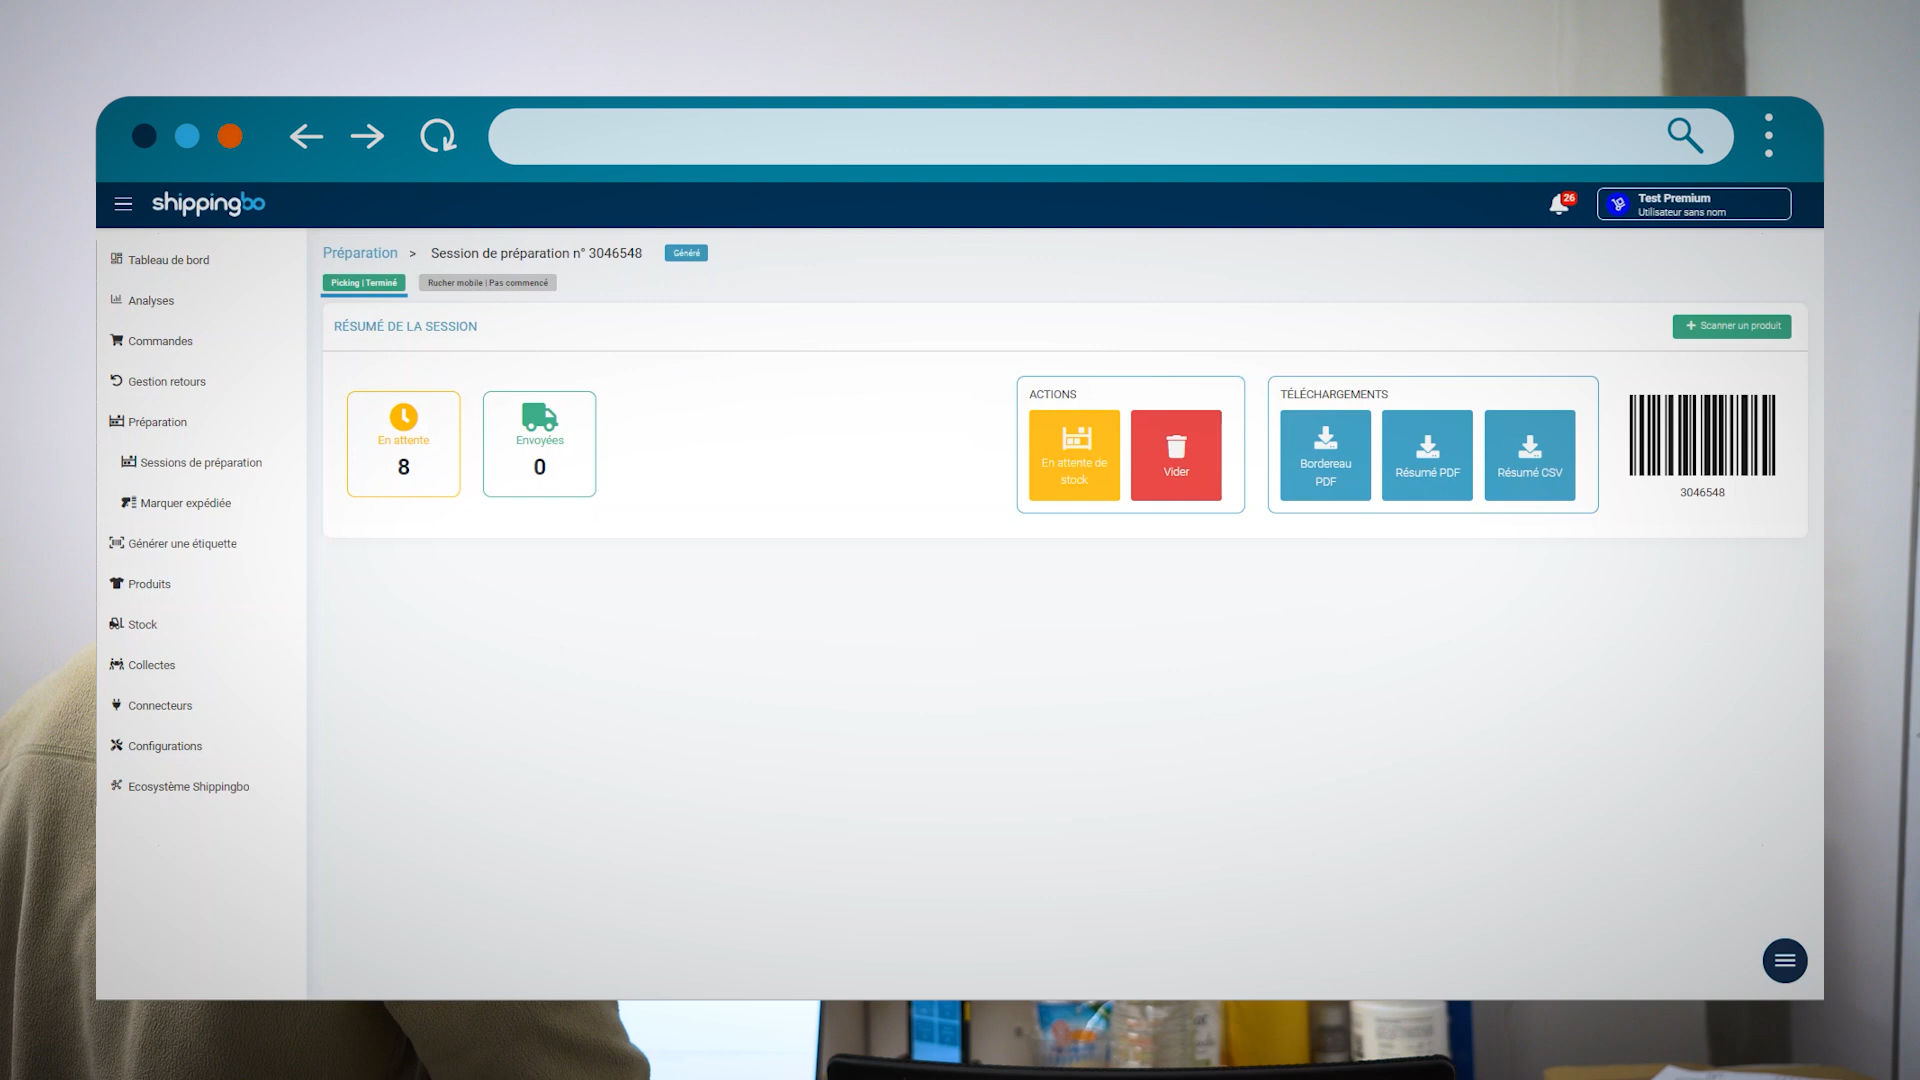 shippingbo
26
Test Premium
Utilisateur sans nom
Tableau de bord
Analyses
Commandes
Gestion retours
Préparation
Sessions de préparation
Marquer expédiée
Générer une étiquette
Produits
Stock
Collectes
Connecteurs
Configurations
Ecosystème Shippingbo
Préparation > Session de préparation n° 3046548 Généré
Picking | Terminé
Rucher mobile | Pas commencé
RÉSUMÉ DE LA SESSION
+ Scanner un produit
En attente
8
Envoyées
0
ACTIONS
En attente de
stock
Vider
TÉLÉCHARGEMENTS
Bordereau
PDF
Résumé PDF
Résumé CSV
3046548